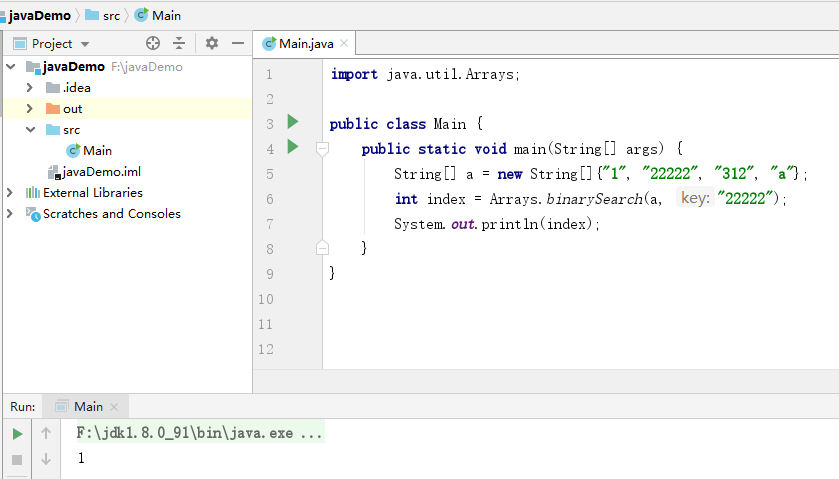 javaDemo src Main
Project
Main.java
javaDemo F:\javaDemo
.idea
out
src
Main
javaDemo.iml
External Libraries
Scratches and Consoles
1 import java.util.Arrays;
2
3 public class Main {
4 public static void main(String[] args) {
5 String[] a = new String[]{"1", "22222", "312", "a"};
6 int index = Arrays.binarySearch(a, key: "22222");
7 System.out.println(index);
8 }
9 }
10
11
12
Run: Main
F:\jdk1.8.0_91\bin\java.exe ...
1